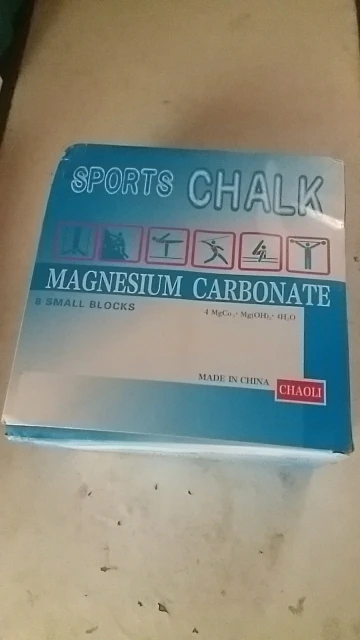 SPORTS CHALK
MAGNESIUM CARBONATE
8 SMALL BLOCKS
4 MgCo₃ · Mg(OH)₂ · 4H₂O
MADE IN CHINA
CHAOLI